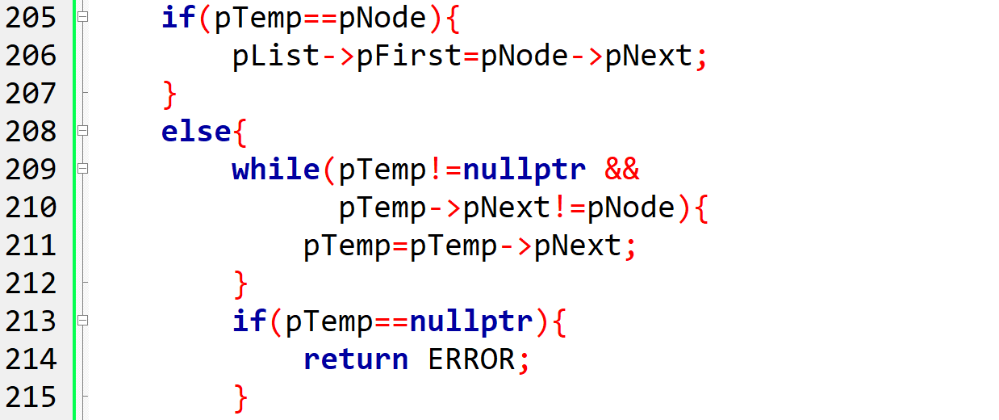 205 if(pTemp==pNode){
206 pList->pFirst=pNode->pNext;
207 }
208 else{
209 while(pTemp!=nullptr &&
210 pTemp->pNext!=pNode){
211 pTemp=pTemp->pNext;
212 }
213 if(pTemp==nullptr){
214 return ERROR;
215 }